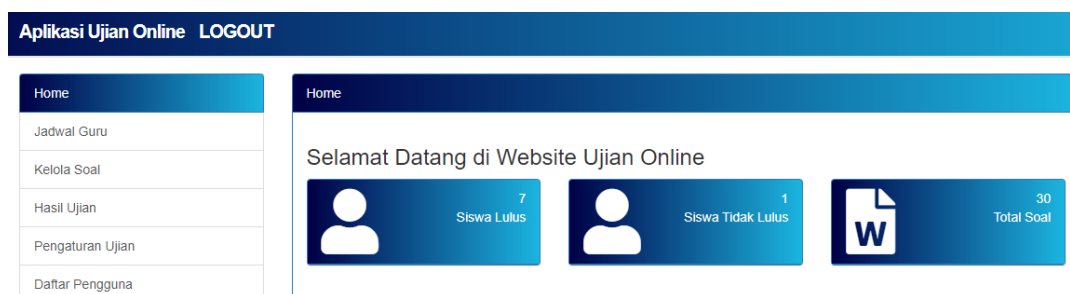 Aplikasi Ujian Online LOGOUT
Home
Jadwal Guru
Kelola Soal
Hasil Ujian
Pengaturan Ujian
Daftar Pengguna
Home
Selamat Datang di Website Ujian Online
7
Siswa Lulus
1
Siswa Tidak Lulus
W
30
Total Soal